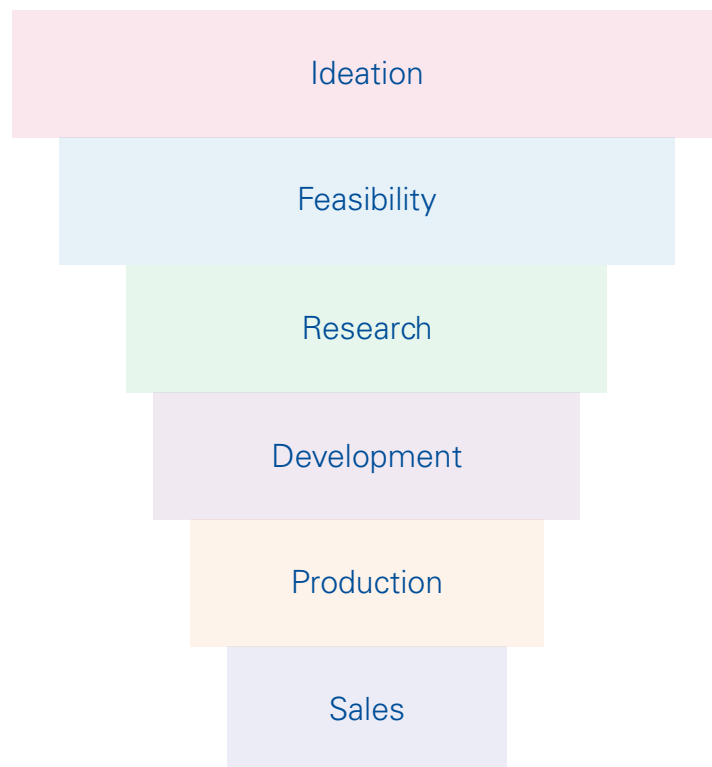 Ideation
Feasibility
Research
Development
Production
Sales